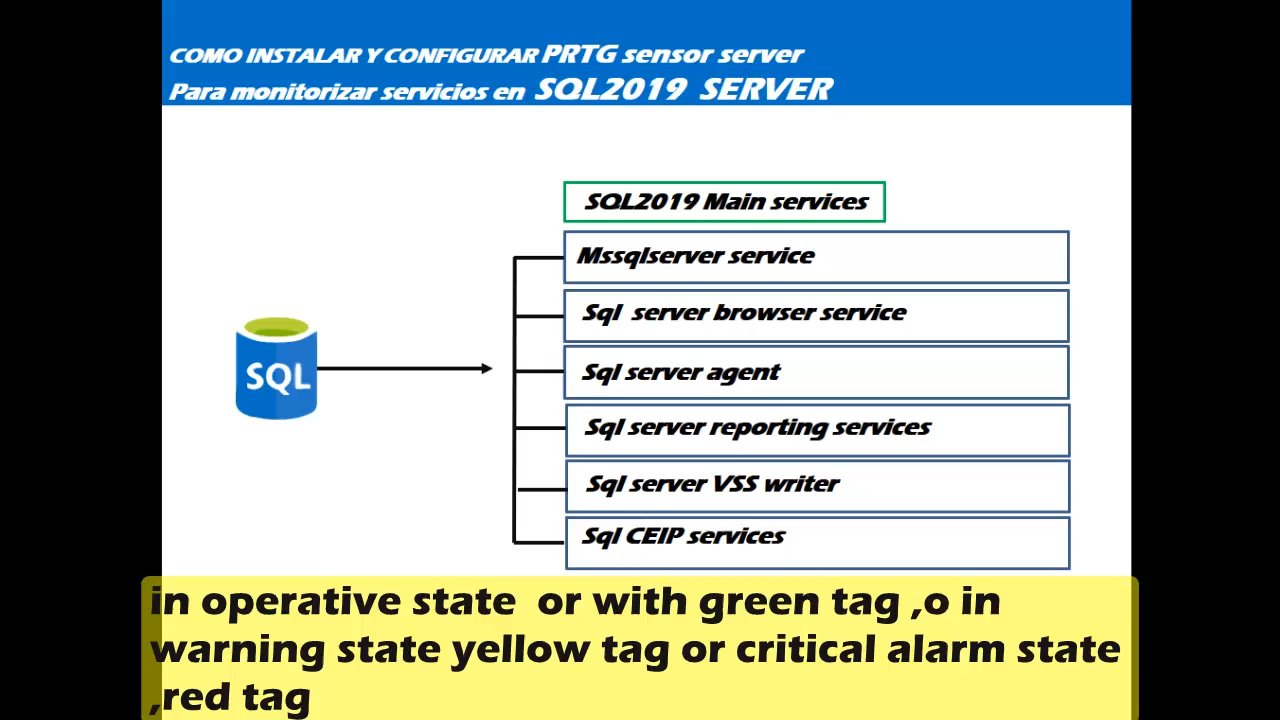 COMO INSTALAR Y CONFIGURAR PRTG sensor server
Para monitorizar servicios en SQL2019 SERVER
SQL2019 Main services
Mssqlserver service
Sql server browser service
Sql server agent
SQL
Sql server reporting services
Sql server VSS writer
Sql CEIP services
in operative state or with green tag ,o in
warning state yellow tag or critical alarm state
,red tag